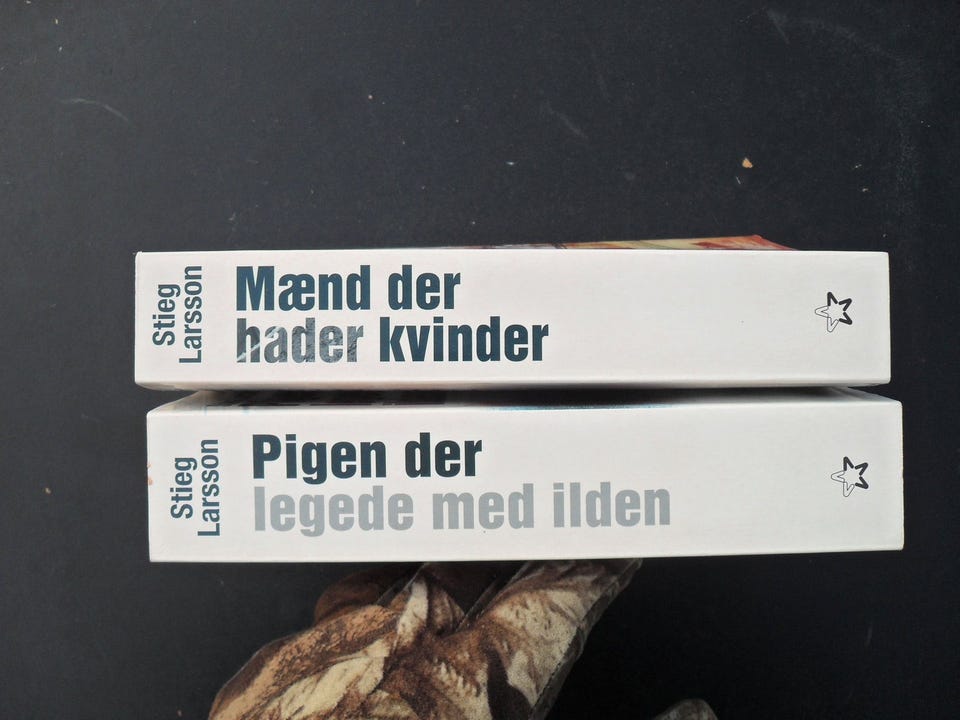 Stieg
Larsson
Mænd der
hader kvinder
Stieg
Larsson
Pigen der
legede med ilden